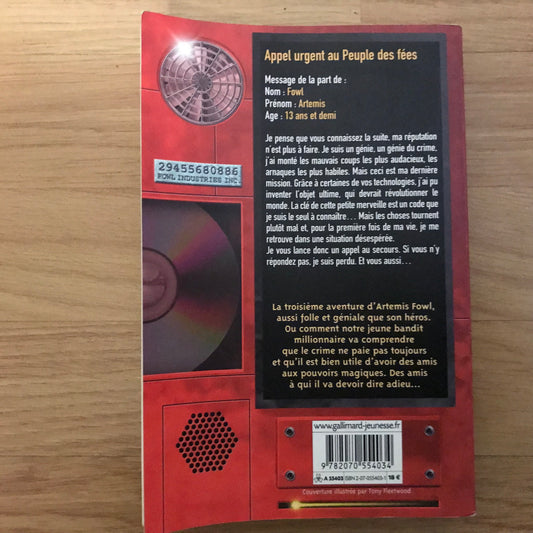 Appel urgent au Peuple des fées
Message de la part de :
Nom : Fowl
Prénom : Artemis
Age : 13 ans et demi
Je pense que vous connaissez la suite, ma réputation
n'est plus à faire. Je suis un génie, un génie du crime,
j'ai monté les mauvais coups les plus audacieux, les
arnaques les plus habiles. Mais ceci est ma dernière
mission. Grâce à certaines de vos technologies, j'ai pu
inventer l'objet ultime, qui devrait révolutionner le
monde. La clé de cette petite merveille est un code que
je suis le seul à connaître... Mais les choses tournent
plutôt mal et, pour la première fois de ma vie, je me
retrouve dans une situation désespérée.
Je vous lance donc un appel au secours. Si vous n'y
répondez pas, je suis perdu. Et vous aussi...
29455680886
FOWL INDUSTRIES INC.
La troisième aventure d'Artemis Fowl,
aussi folle et géniale que son héros.
Ou comment notre jeune bandit
millionnaire va comprendre
que le crime ne paie pas toujours
et qu'il est bien utile d'avoir des amis
aux pouvoirs magiques. Des amis
à qui il va devoir dire adieu...
www.gallimard-jeunesse.fr
9 782070 554034
A 55403 ISBN 2-07-055403-1 15 €
Couverture illustrée par Tony Fleetwood